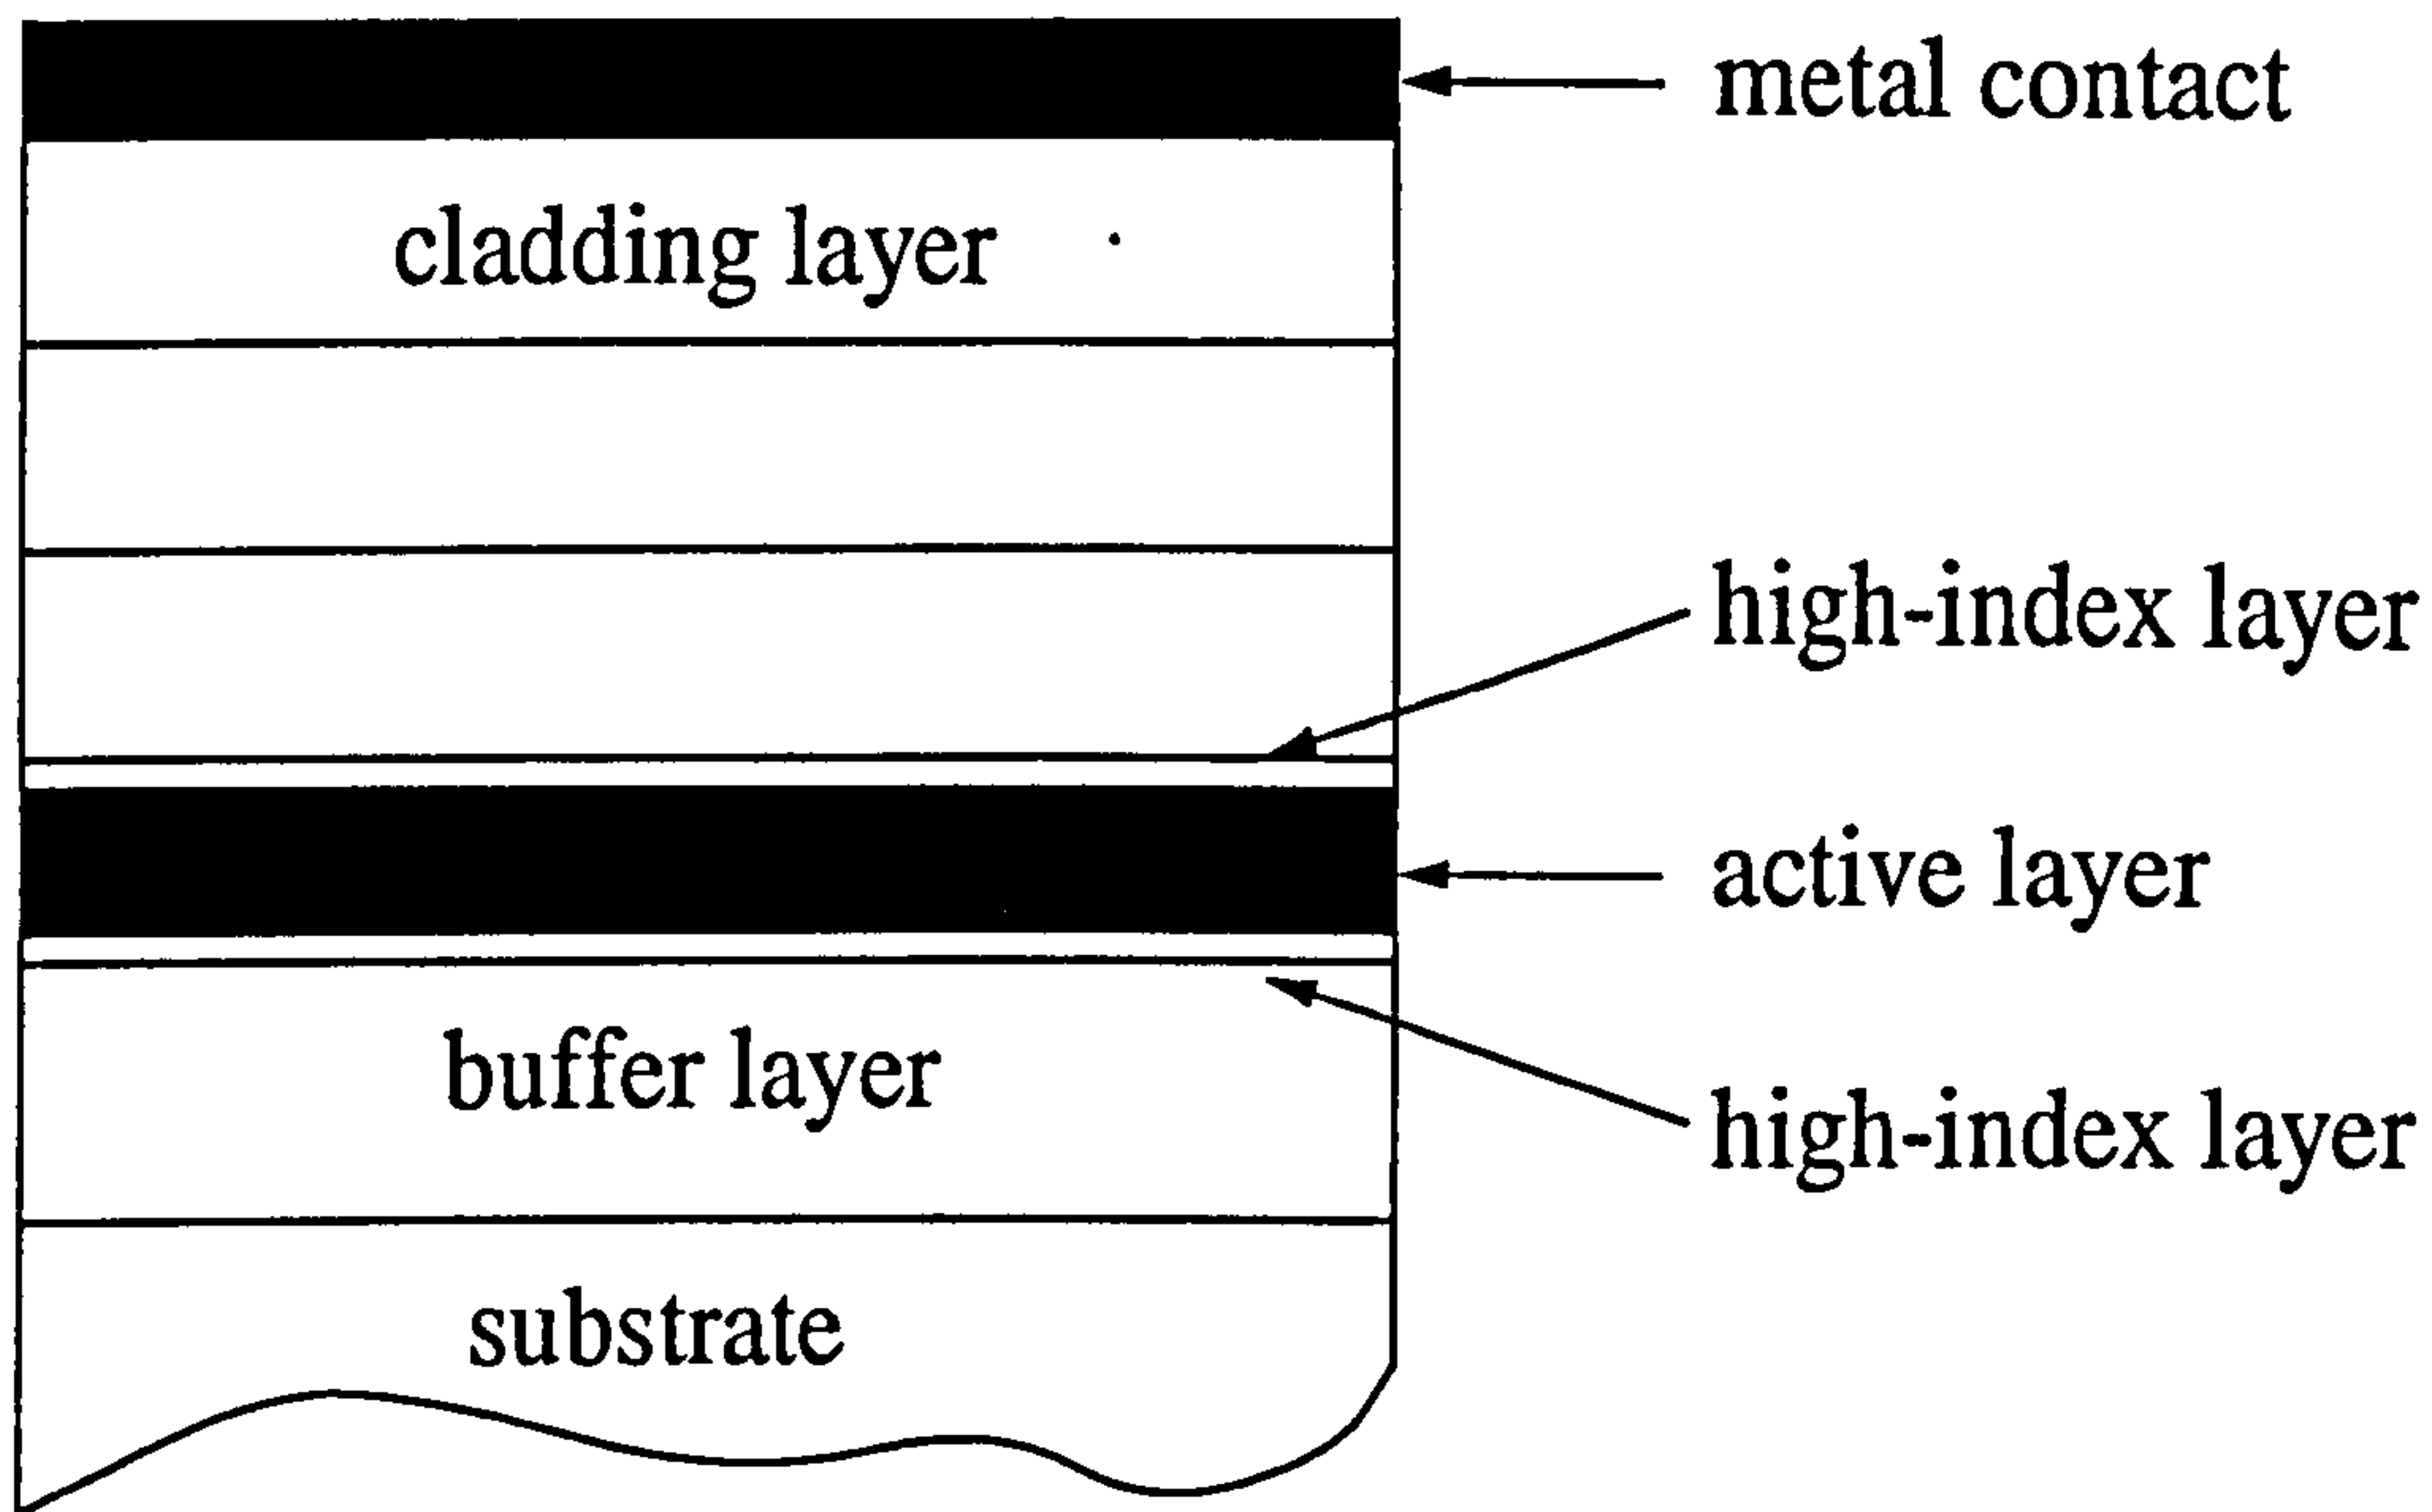 metal contact
cladding layer
high-index layer
active layer
buffer layer
high-index layer
substrate